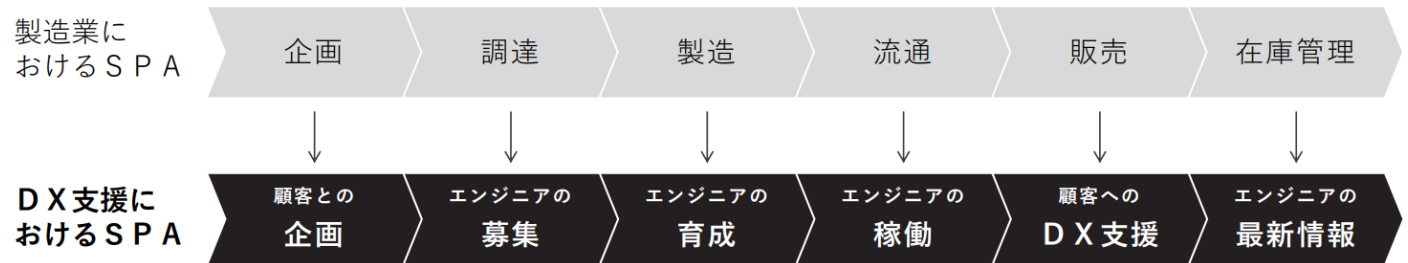 製造業に
おけるＳＰＡ
企画
調達
製造
流通
販売
在庫管理
ＤＸ支援に
おけるＳＰＡ
顧客との
企画
エンジニアの
募集
エンジニアの
育成
エンジニアの
稼働
顧客への
ＤＸ支援
エンジニアの
最新情報